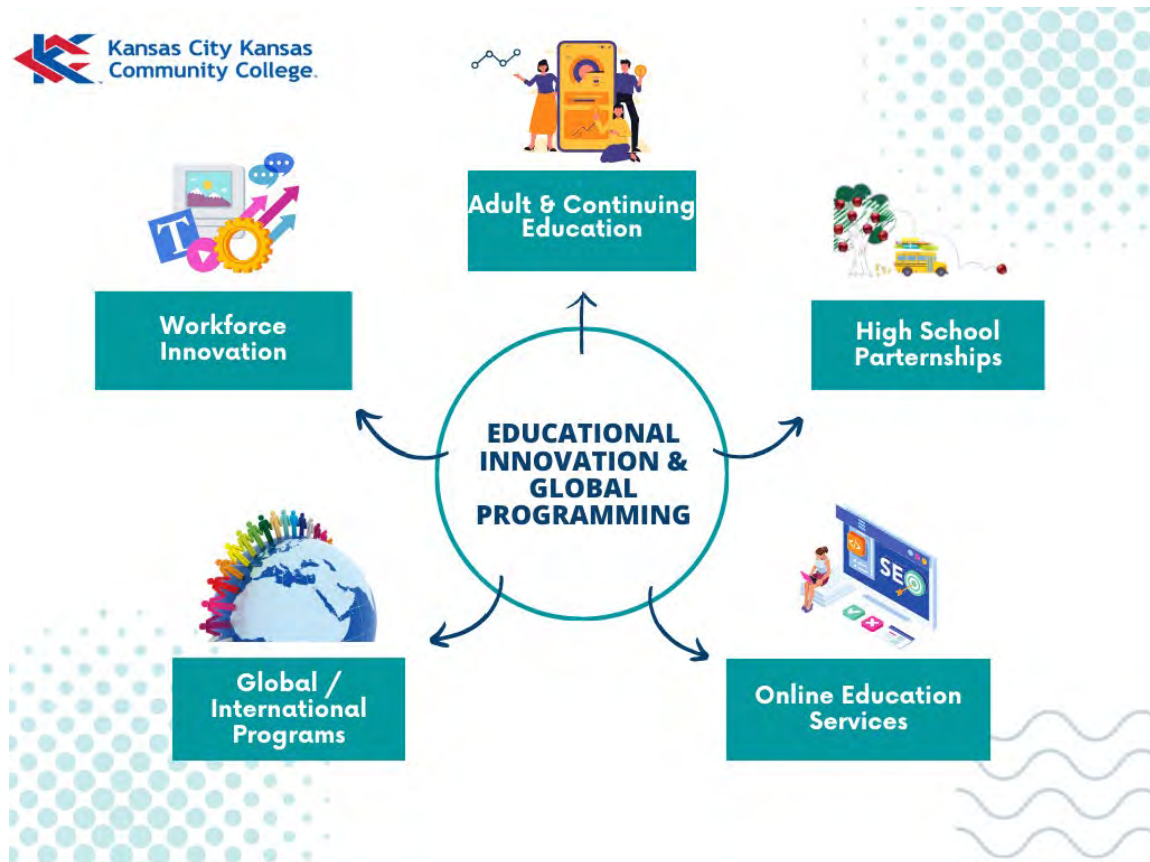 Kansas City Kansas
Community College.
Adult & Continuing
Education
Workforce
Innovation
High School
Parternships
EDUCATIONAL
INNOVATION &
GLOBAL
PROGRAMMING
Global /
International
Programs
Online Education
Services
T
SEO